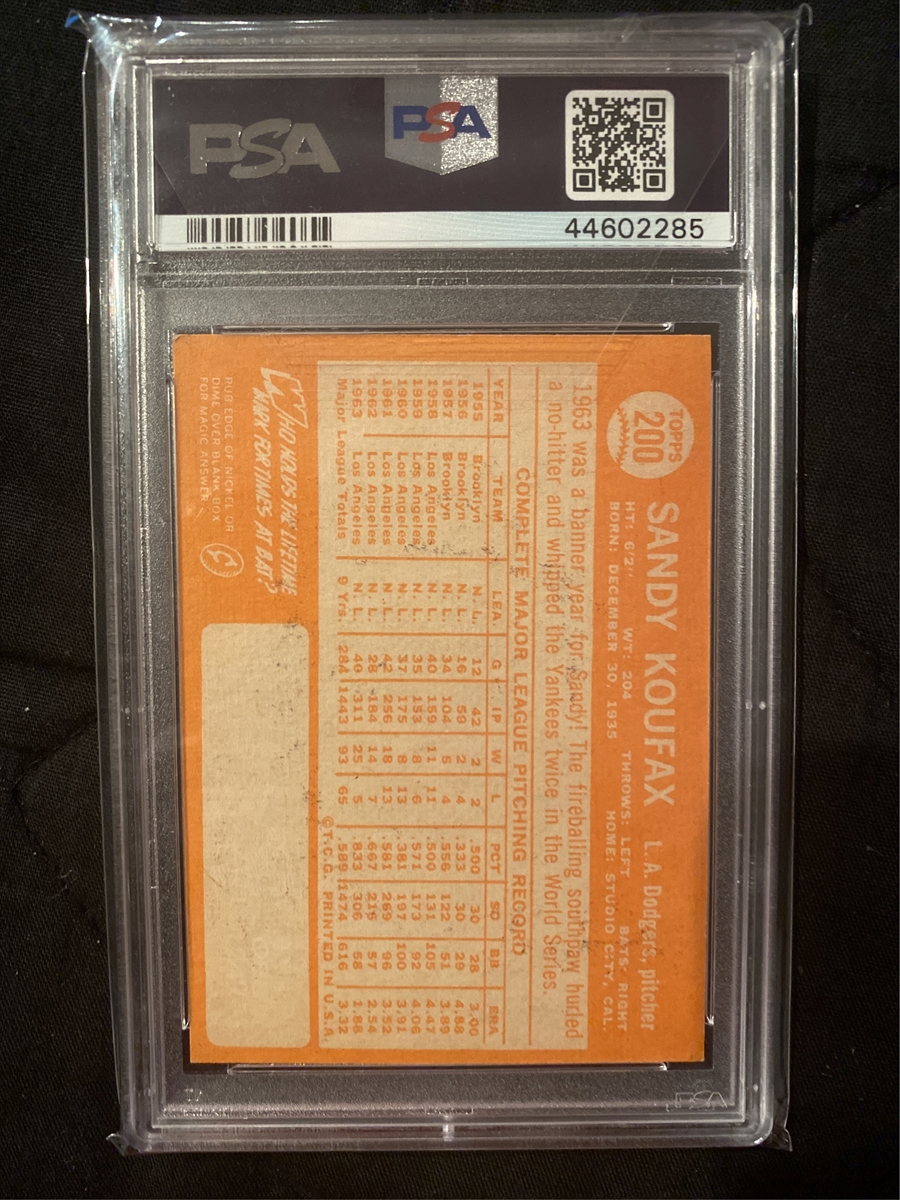 PSA
PSA
44602285
TOPPS
200
SANDY KOUFAX L.A. Dodgers, pitcher
HT: 6'2" WT: 204 THROWS: LEFT BATS: RIGHT
BORN: DECEMBER 30, 1935 HOME: STUDIO CITY, CAL.
1963 was a banner year for Sandy! The fireballing southpaw hurled
a no-hitter and whipped the Yankees twice in the World Series.
COMPLETE MAJOR LEAGUE PITCHING RECORD
YEAR TEAM LEA. G IP W L PCT SO BB ERA
1955 Brooklyn N. L. 12 42 2 2 .500 30 28 3.00
1956 Brooklyn N. L. 16 59 2 4 .333 30 29 4.88
1957 Brooklyn N. L. 34 104 5 4 .556 122 51 3.89
1958 Los Angeles N. L. 40 159 11 11 .500 131 105 4.47
1959 Los Angeles N. L. 35 153 8 6 .571 173 92 4.06
1960 Los Angeles N. L. 37 175 8 13 .381 197 100 3.91
1961 Los Angeles N. L. 42 256 18 13 .581 269 96 3.52
1962 Los Angeles N. L. 28 184 14 7 .667 216 57 2.54
1963 Los Angeles N. L. 40 311 25 5 .833 306 58 1.88
Major League Totals 9 Yrs. 284 1443 93 65 .589 1474 616 3.32
©T.C.G. PRINTED IN U.S.A.
WHO HOLDS THE LIFETIME
MARK FOR TIMES AT BAT?
RUB EDGE OF NICKEL OR
DIME OVER BLANK BOX
FOR MAGIC ANSWER
PSA